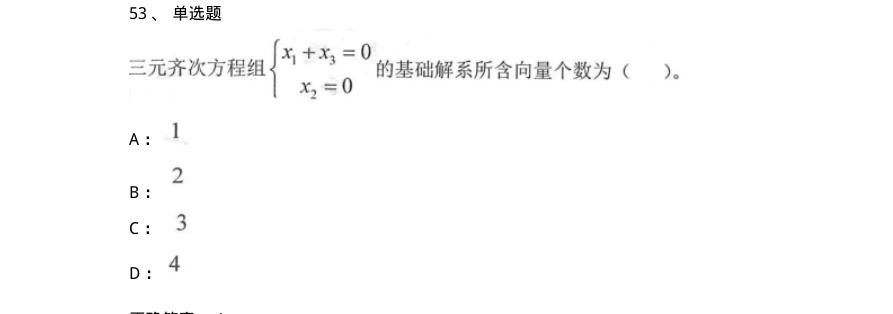 53 、 单选题
三元齐次方程组{x₁ + x₃ = 0
x₂ = 0 的基础解系所含向量个数为（　　）。
A： 1
B： 2
C： 3
D： 4